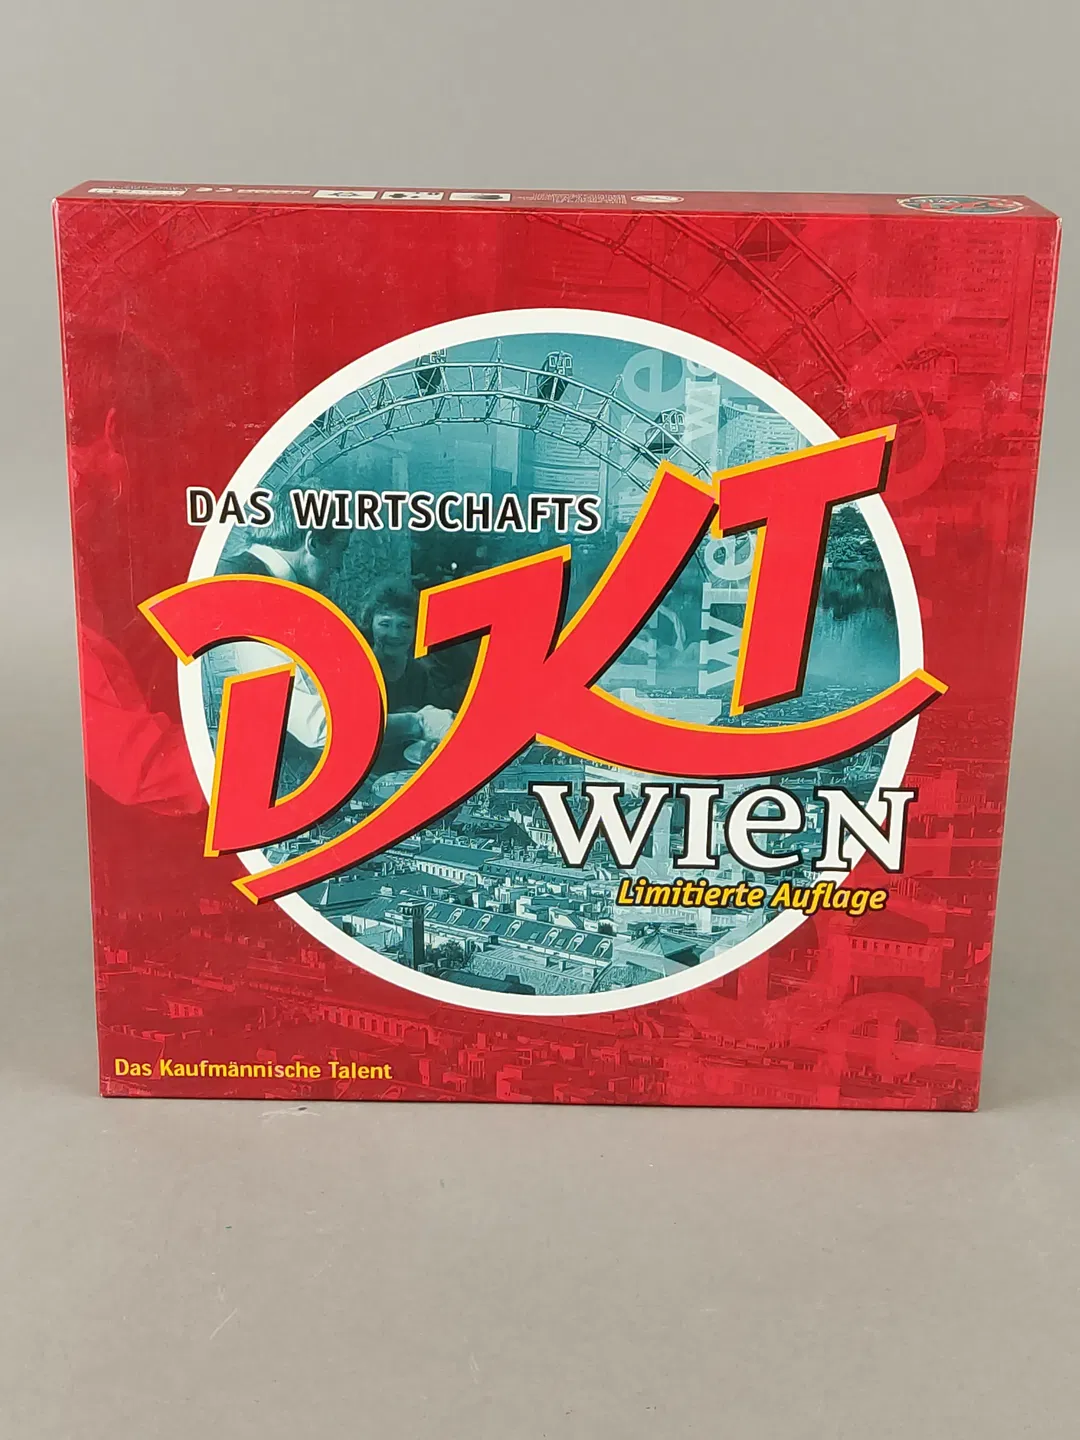 DAS WIRTSCHAFTS
DKT
WIEN
Limitierte Auflage
Das Kaufmännische Talent